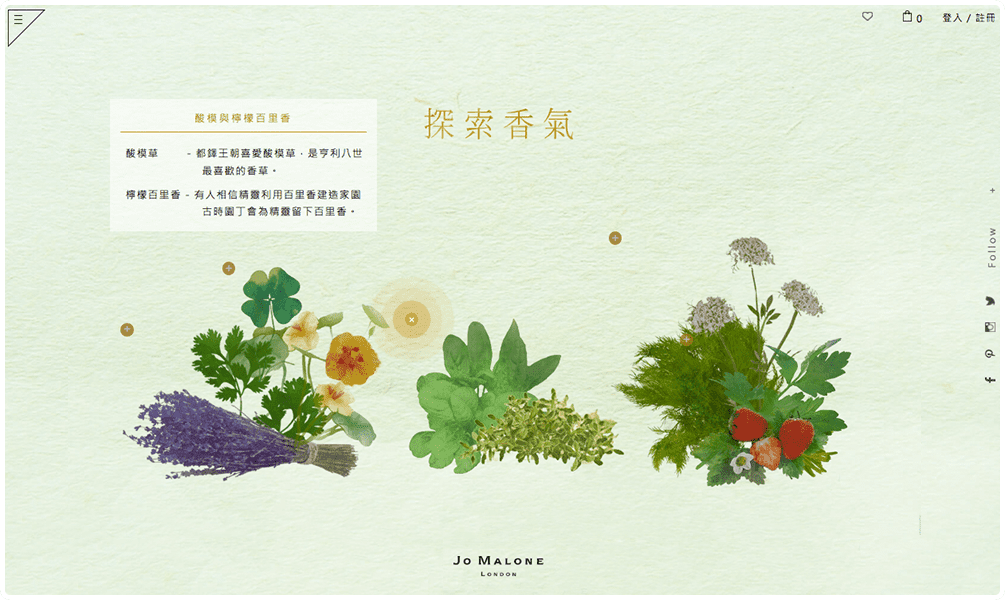 0
登入 / 註冊
探索香氣
酸模與檸檬百里香
酸模草 - 都鐸王朝喜愛酸模草，是亨利八世
最喜歡的香草。
檸檬百里香 - 有人相信精靈利用百里香建造家園
古時園丁會為精靈留下百里香。
Follow
JO MALONE
LONDON